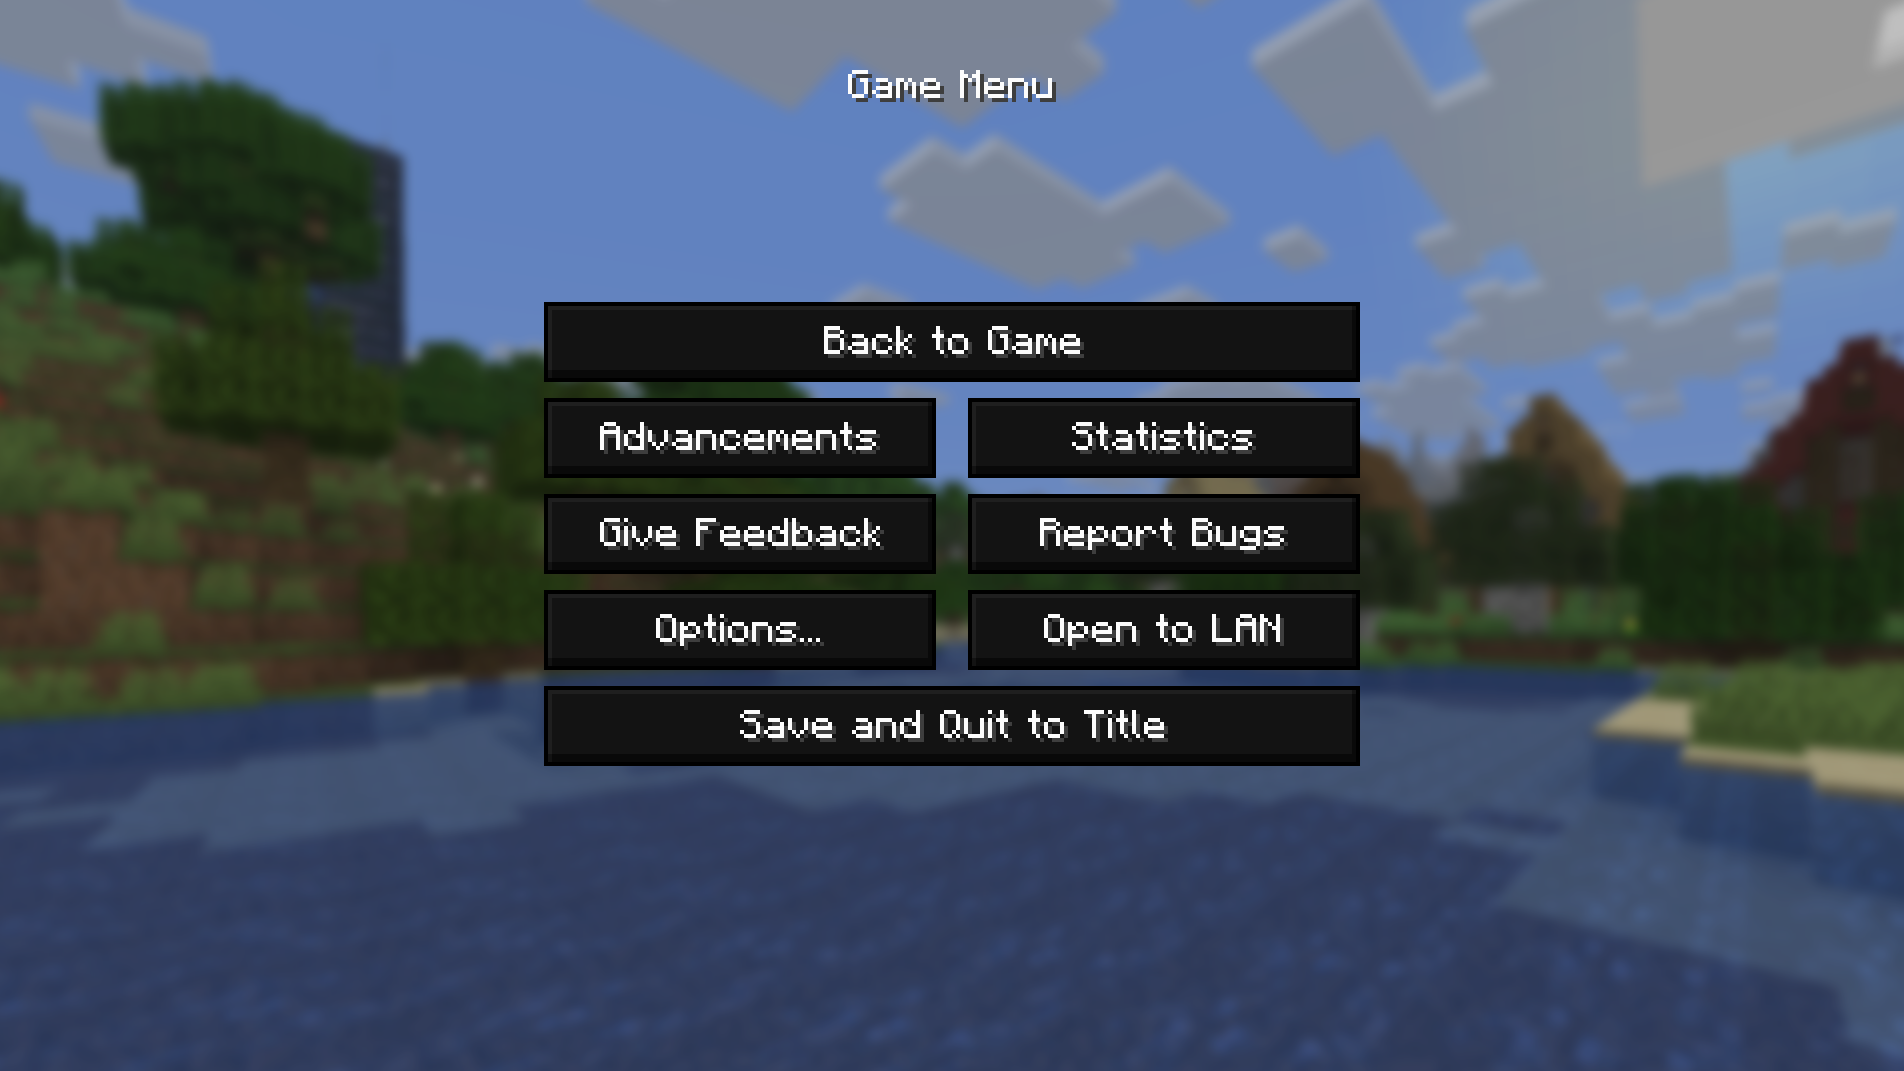 Game Menu
Back to Game
Advancements
Statistics
Give Feedback
Report Bugs
Options...
Open to LAN
Save and Quit to Title